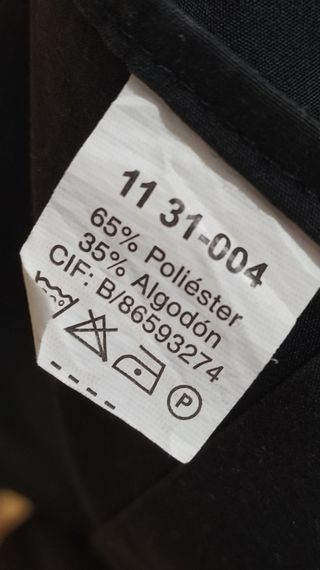 11 31-004
65% Poliéster
35% Algodón
CIF: B/86593274
P